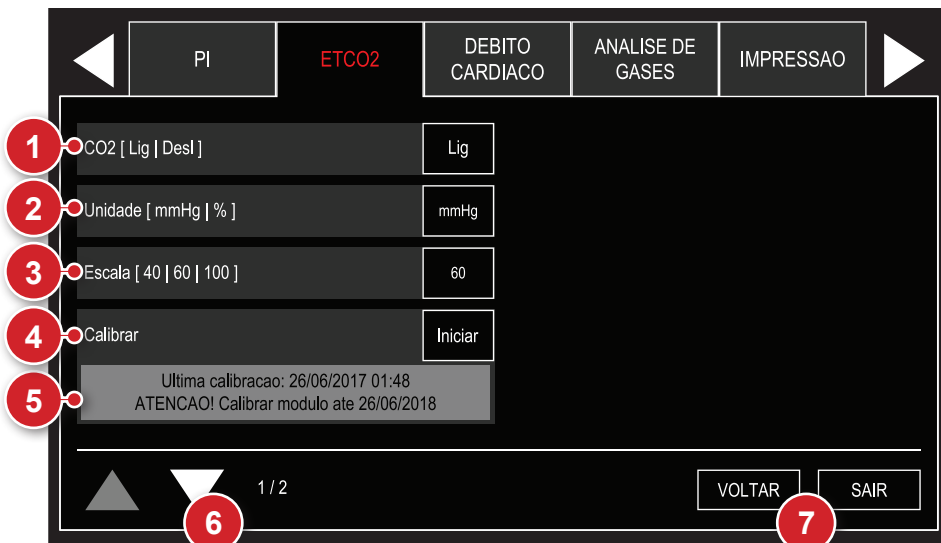 PI
ETCO2
DEBITO
CARDIACO
ANALISE DE
GASES
IMPRESSAO
1
CO2 [ Lig | Desl ]
Lig
2
Unidade [ mmHg | % ]
mmHg
3
Escala [ 40 | 60 | 100 ]
60
4
Calibrar
Iniciar
5
Ultima calibracao: 26/06/2017 01:48
ATENCAO! Calibrar modulo ate 26/06/2018
1 / 2
VOLTAR
SAIR
6
7